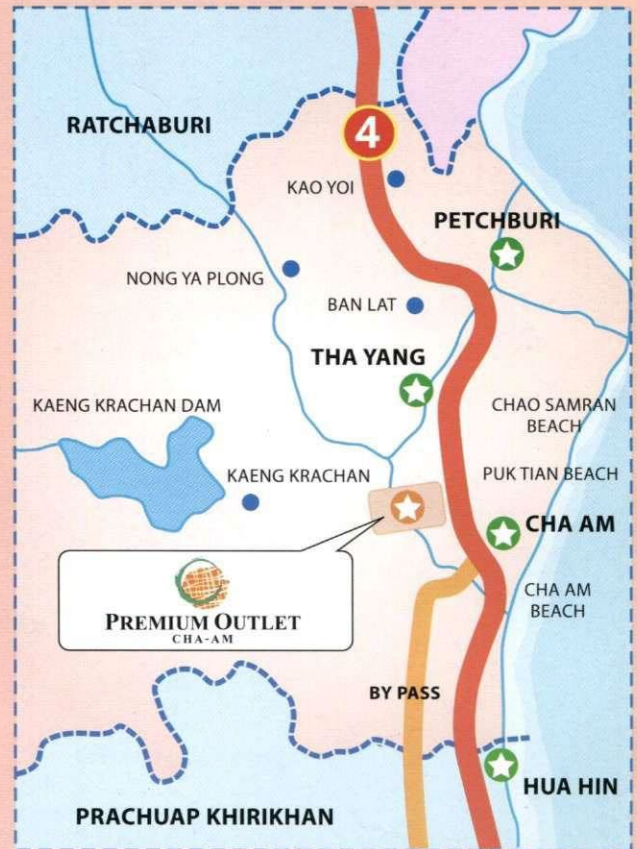 4
RATCHABURI
KAO YOI
PETCHBURI
NONG YA PLONG
BAN LAT
THA YANG
KAENG KRACHAN DAM
CHAO SAMRAN
BEACH
KAENG KRACHAN
PUK TIAN BEACH
CHA AM
PREMIUM OUTLET
CHA-AM
CHA AM
BEACH
BY PASS
HUA HIN
PRACHUAP KHIRIKHAN